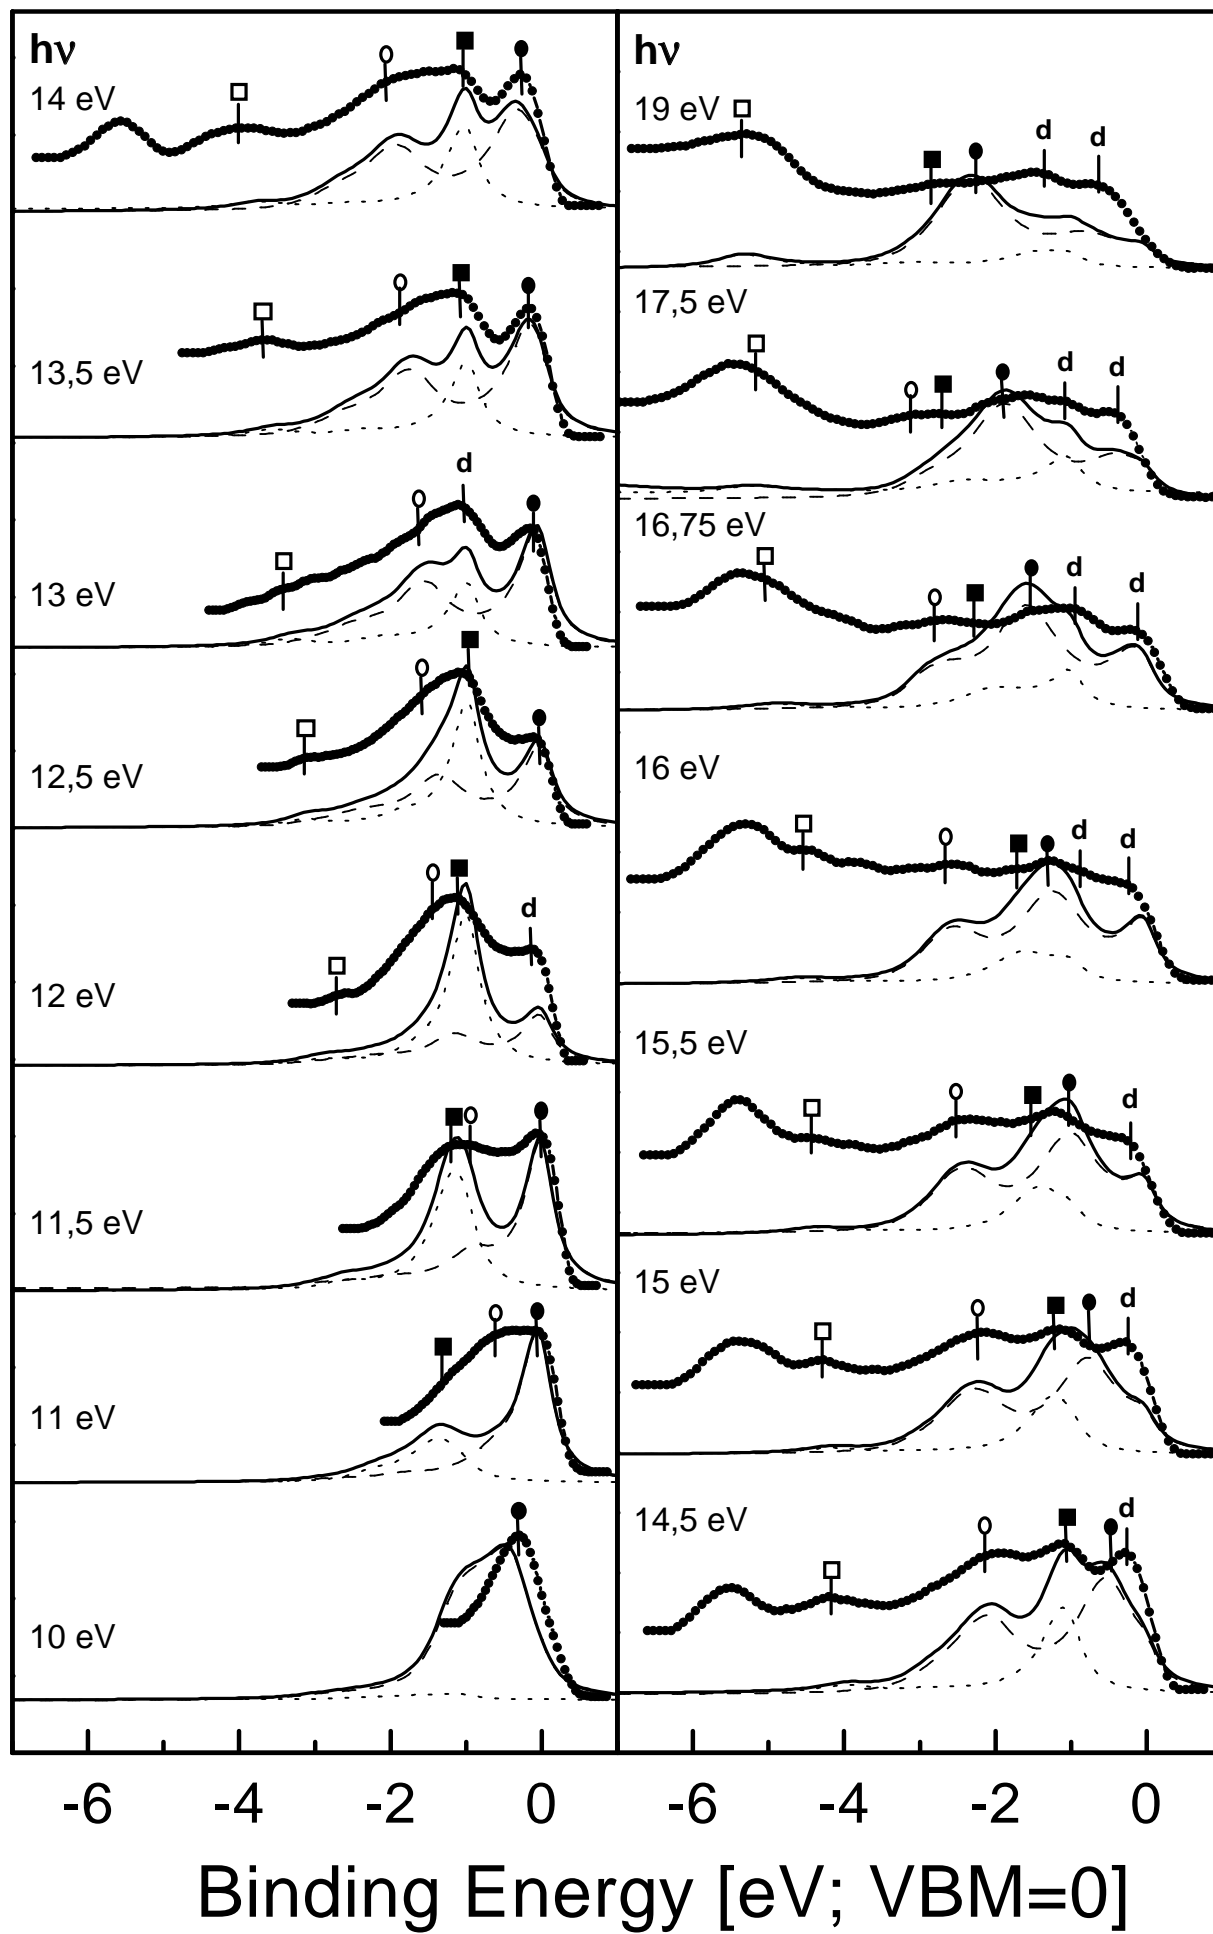 hν
14 eV
13,5 eV
d
13 eV
12,5 eV
d
12 eV
11,5 eV
11 eV
10 eV
hν
19 eV
d d
17,5 eV
d d
16,75 eV
d d
16 eV
d d
15,5 eV
d
15 eV
d
14,5 eV
d
-6 -4 -2 0 -6 -4 -2 0
Binding Energy [eV; VBM=0]